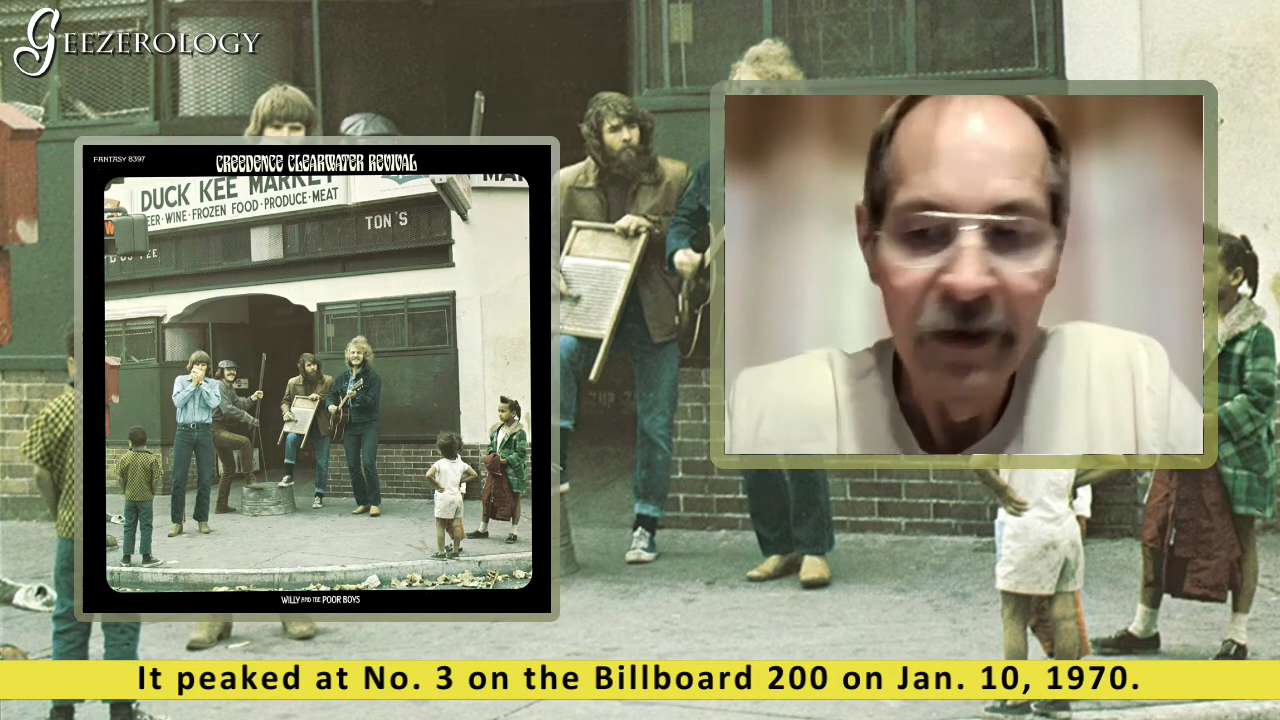 GEEZEROLOGY
FANTASY 8397
CREEDENCE CLEARWATER REVIVAL
DUCK KEE MARKET
BEER·WINE·FROZEN FOOD·PRODUCE·MEAT
TON'S
WILLY AND THE POOR BOYS
It peaked at No. 3 on the Billboard 200 on Jan. 10, 1970.